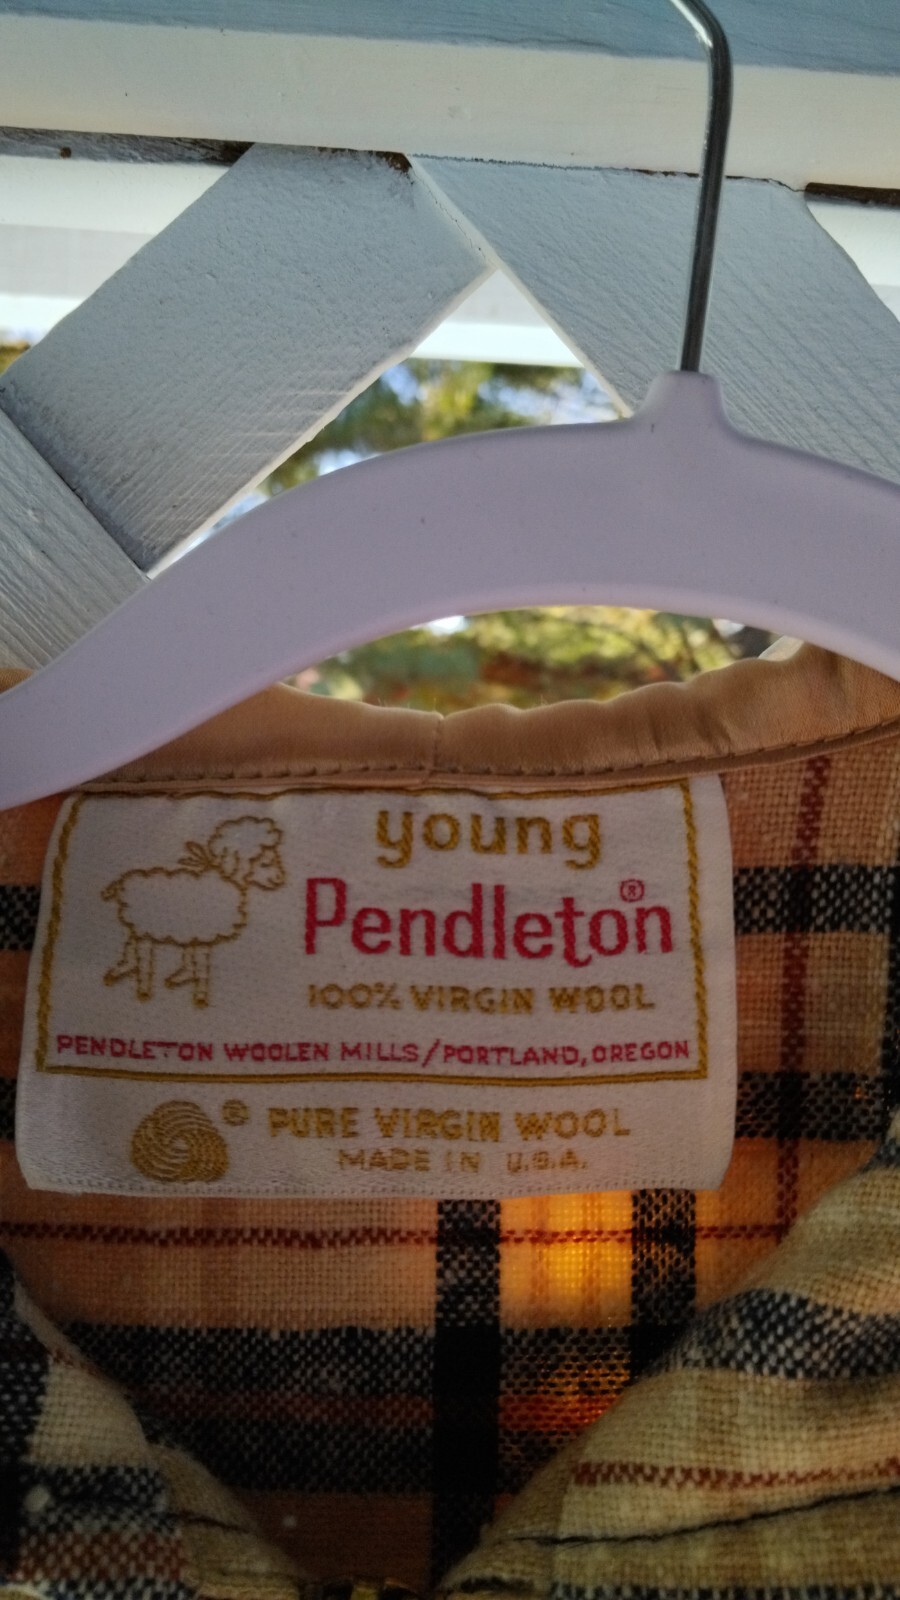 young
Pendleton®
100% VIRGIN WOOL
PENDLETON WOOLEN MILLS/PORTLAND, OREGON
® PURE VIRGIN WOOL
MADE IN U.S.A.